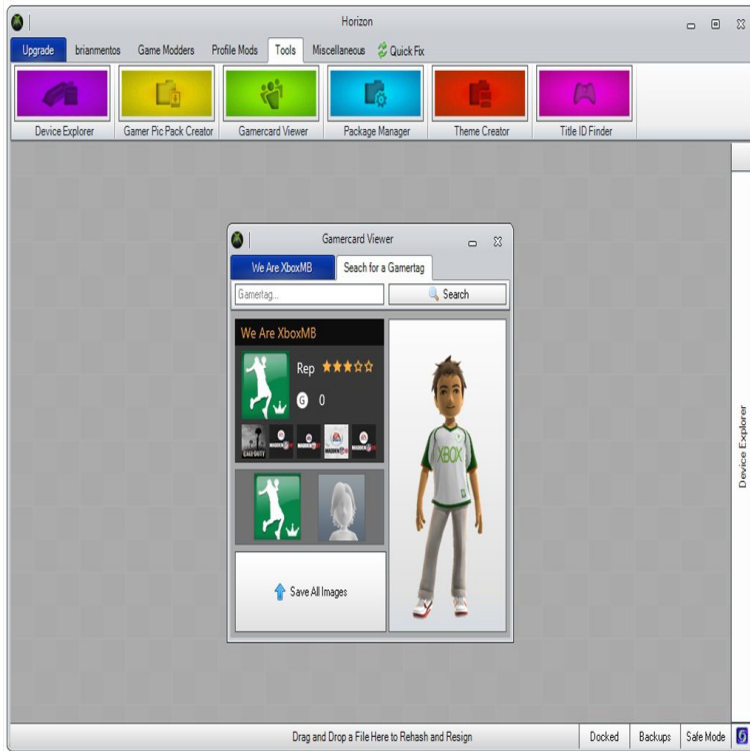 Horizon
Upgrade brianmentos Game Modders Profile Mods Tools Miscellaneous Quick Fix
Device Explorer Gamer Pic Pack Creator Gamercard Viewer Package Manager Theme Creator Title ID Finder
Gamercard Viewer
We Are XboxMB Seach for a Gamertag
Gamertag... Search
We Are XboxMB
Rep
G 0
XBOX
Save All Images
Device Explorer
Drag and Drop a File Here to Rehash and Resign Docked Backups Safe Mode